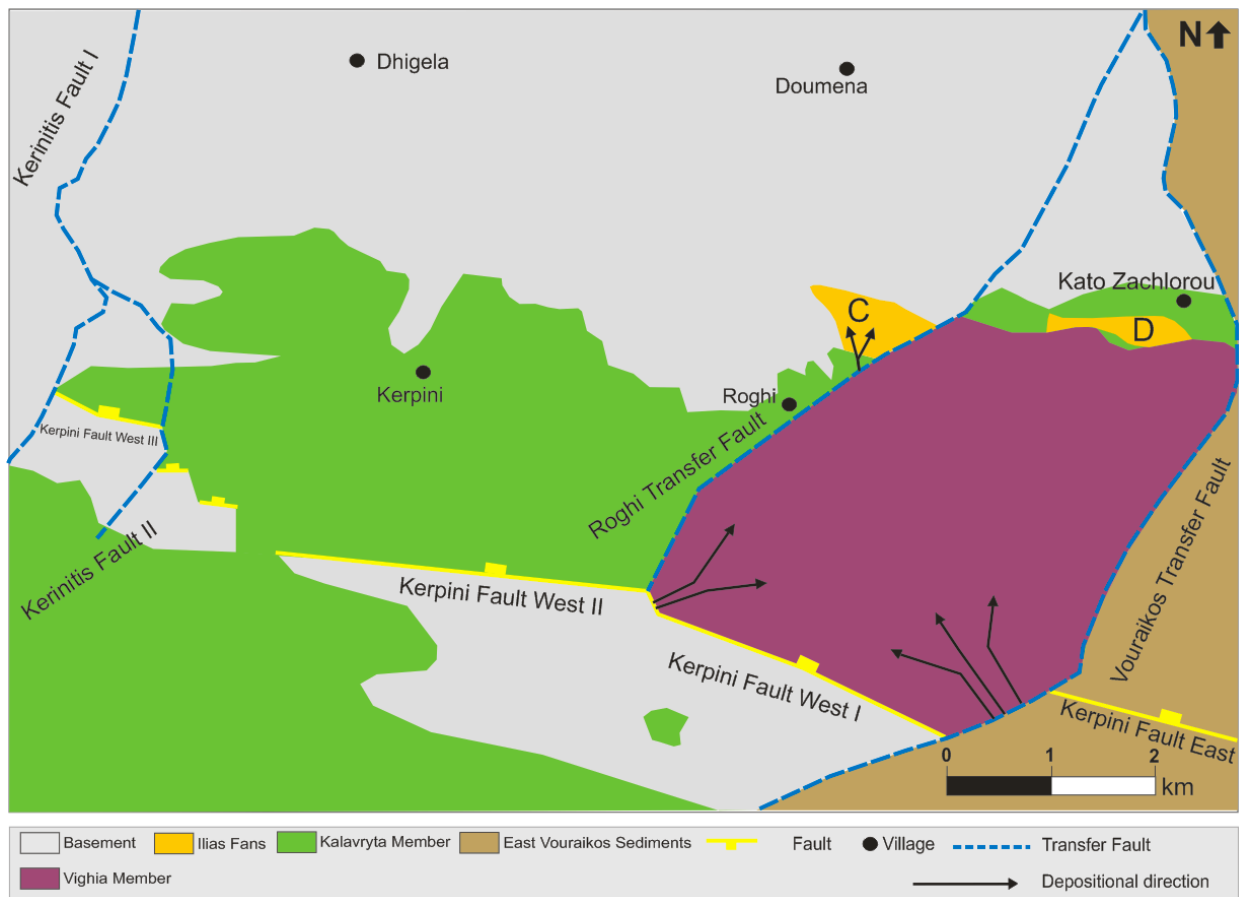 N
Kerinitis Fault I
Dhigela
Doumena
Kato Zachlorou
C
D
Kerpini
Roghi
Kerpini Fault West III
Roghi Transfer Fault
Kerinitis Fault II
Kerpini Fault West II
Vouraikos Transfer Fault
Kerpini Fault West I
Kerpini Fault East
0 1 2
km
Basement Ilias Fans Kalavryta Member East Vouraikos Sediments Fault Village Transfer Fault
Vighia Member Depositional direction